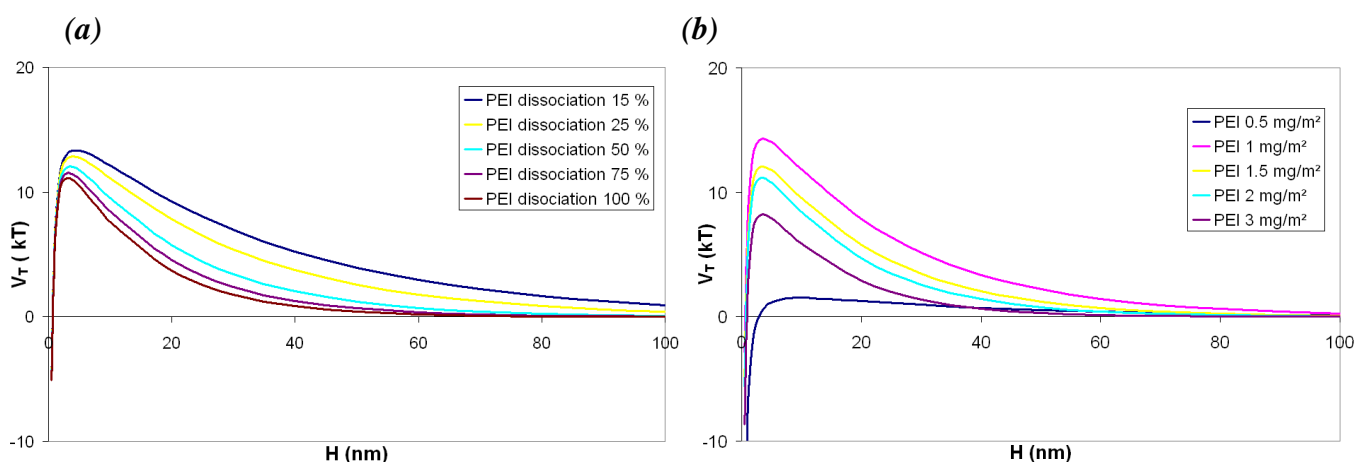 (a)
20
10
0
-10
V_T (kT)
0
20
40
60
80
100
H (nm)
PEI dissociation 15 %
PEI dissociation 25 %
PEI dissociation 50 %
PEI dissociation 75 %
PEI disociation 100 %
(b)
20
10
0
-10
V_T (kT)
0
20
40
60
80
100
H (nm)
PEI 0.5 mg/m²
PEI 1 mg/m²
PEI 1.5 mg/m²
PEI 2 mg/m²
PEI 3 mg/m²